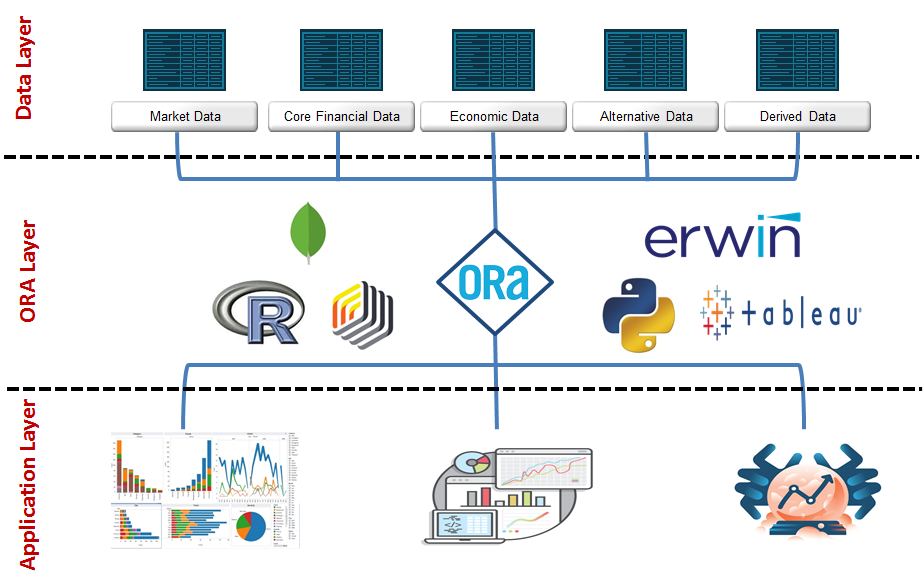 Data Layer
Market Data
Core Financial Data
Economic Data
Alternative Data
Derived Data
ORA Layer
ORa
erwin
R
+ableau
Application Layer